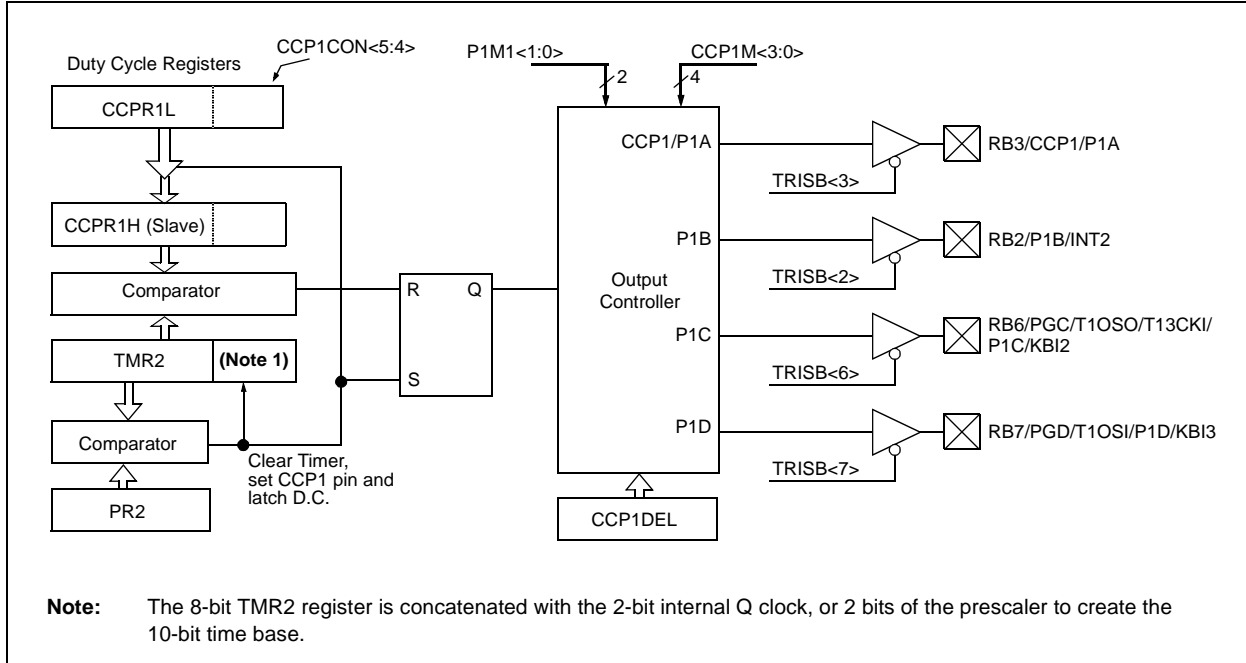 CCP1CON<5:4>
Duty Cycle Registers
CCPR1L
CCPR1H (Slave)
Comparator
TMR2
(Note 1)
Comparator
PR2
Clear Timer,
set CCP1 pin and
latch D.C.
R
Q
S
P1M1<1:0>
2
CCP1M<3:0>
4
Output
Controller
CCP1/P1A
P1B
P1C
P1D
CCP1DEL
TRISB<3>
RB3/CCP1/P1A
TRISB<2>
RB2/P1B/INT2
TRISB<6>
RB6/PGC/T1OSO/T13CKI/
P1C/KBI2
TRISB<7>
RB7/PGD/T1OSI/P1D/KBI3
Note: The 8-bit TMR2 register is concatenated with the 2-bit internal Q clock, or 2 bits of the prescaler to create the
10-bit time base.